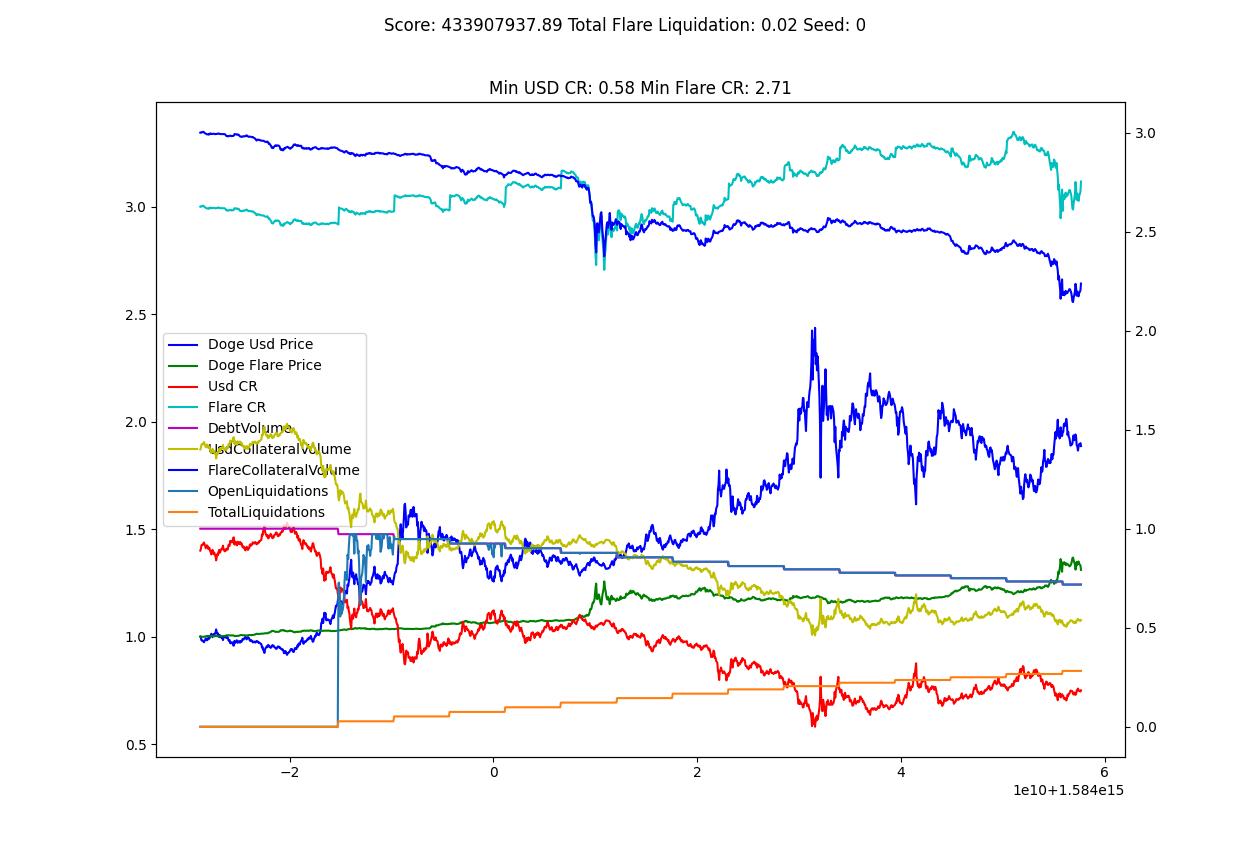 Score: 433907937.89 Total Flare Liquidation: 0.02 Seed: 0
Min USD CR: 0.58 Min Flare CR: 2.71
3.0
2.5
2.0
1.5
1.0
0.5
3.0
2.5
2.0
1.5
1.0
0.5
0.0
Doge Usd Price
Doge Flare Price
Usd CR
Flare CR
DebtVolume
UsdCollateralVolume
FlareCollateralVolume
OpenLiquidations
TotalLiquidations
−2 0 2 4 6
1e10+1.584e15